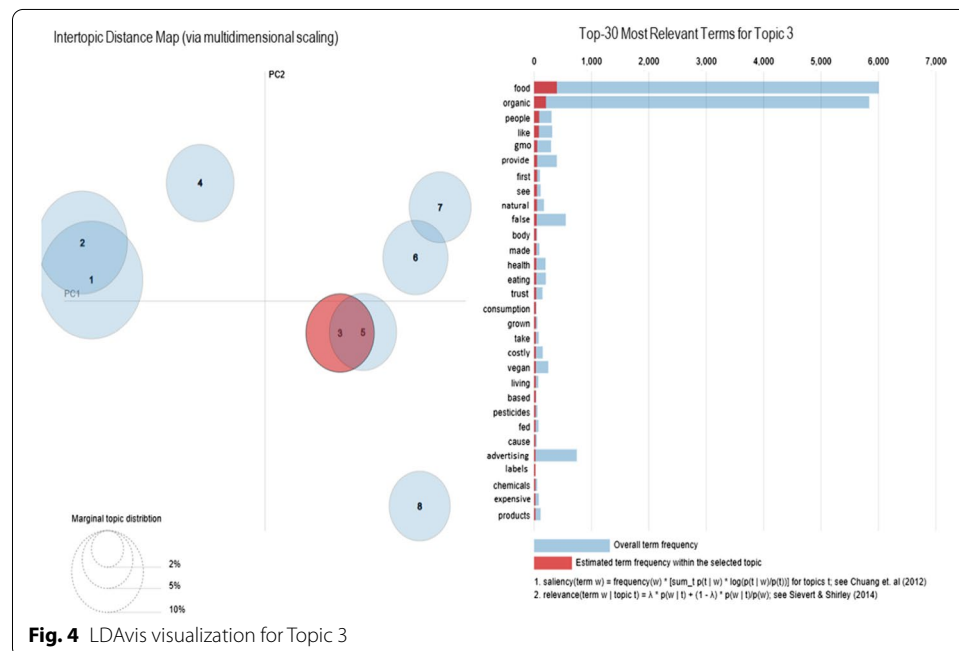 Intertopic Distance Map (via multidimensional scaling)
PC2
4
7
2
6
1
PC1
3
5
8
Marginal topic distribtion
2%
5%
10%
Top-30 Most Relevant Terms for Topic 3
0 1,000 2,000 3,000 4,000 5,000 6,000 7,000
food
organic
people
like
gmo
provide
first
see
natural
false
body
made
health
eating
trust
consumption
grown
take
costly
vegan
living
based
pesticides
fed
cause
advertising
labels
chemicals
expensive
products
Overall term frequency
Estimated term frequency within the selected topic
1. saliency(term w) = frequency(w) * [sum_t p(t | w) * log(p(t | w)/p(t))] for topics t; see Chuang et. al (2012)
2. relevance(term w | topic t) = λ * p(w | t) + (1 - λ) * p(w | t)/p(w); see Sievert & Shirley (2014)
Fig. 4 LDAvis visualization for Topic 3